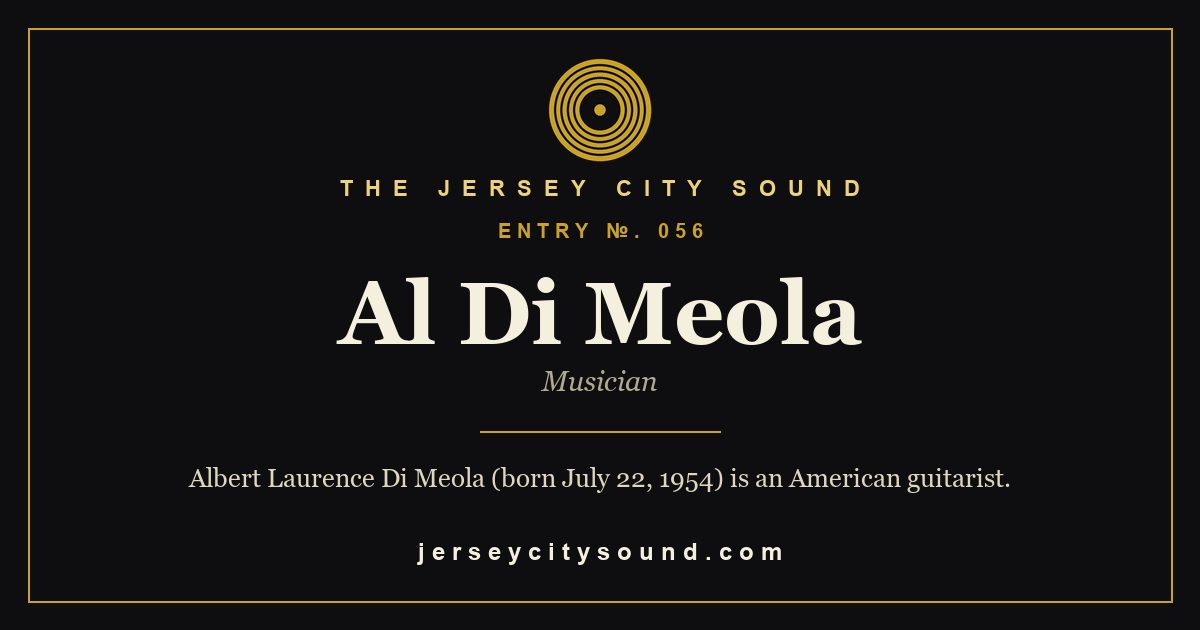 THE JERSEY CITY SOUND
ENTRY №. 056
Al Di Meola
Musician
Albert Laurence Di Meola (born July 22, 1954) is an American guitarist.
jerseycitysound.com